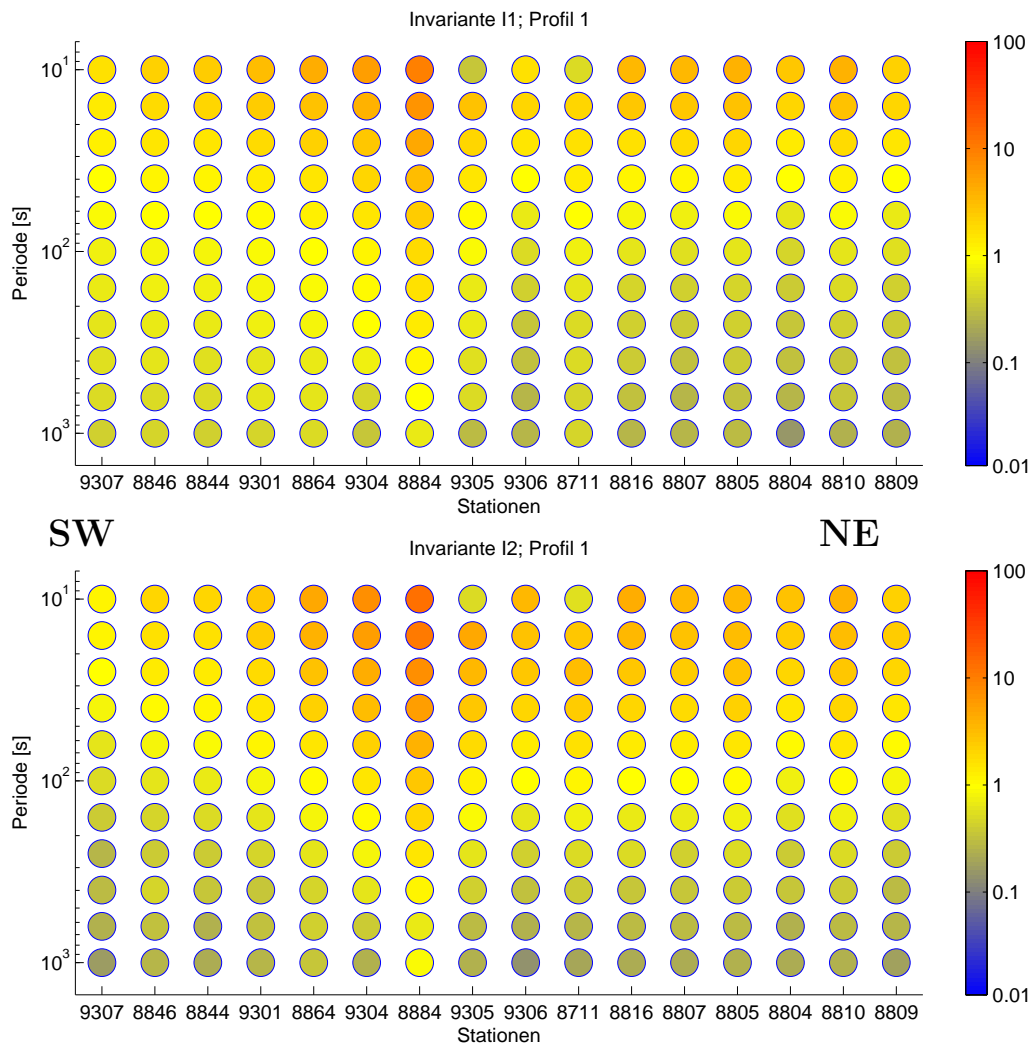 Invariante I1; Profil 1
100
10
1
0.1
0.01
10^1
10^2
10^3
Periode [s]
9307 8846 8844 9301 8864 9304 8884 9305 9306 8711 8816 8807 8805 8804 8810 8809
Stationen
SW NE
Invariante I2; Profil 1
100
10
1
0.1
0.01
10^1
10^2
10^3
Periode [s]
9307 8846 8844 9301 8864 9304 8884 9305 9306 8711 8816 8807 8805 8804 8810 8809
Stationen